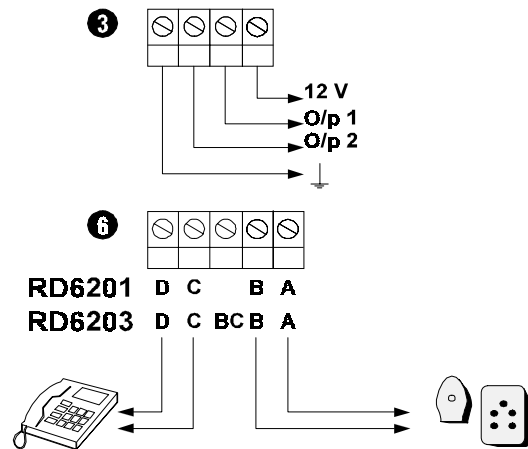 3
12 V
O/p 1
O/p 2
6
RD6201 D C B A
RD6203 D C BC B A